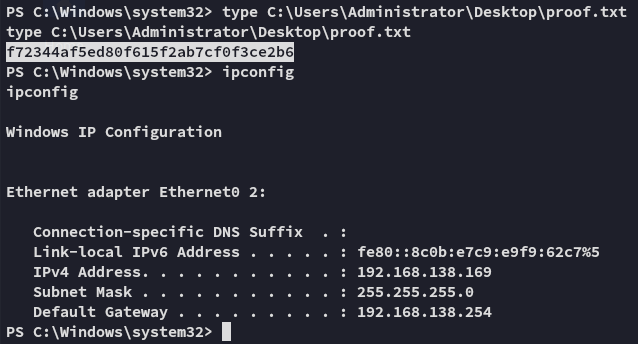 PS C:\Windows\system32> type C:\Users\Administrator\Desktop\proof.txt
type C:\Users\Administrator\Desktop\proof.txt
f72344af5ed80f615f2ab7cf0f3ce2b6
PS C:\Windows\system32> ipconfig
ipconfig
Windows IP Configuration
Ethernet adapter Ethernet0 2:
   Connection-specific DNS Suffix  . :
   Link-local IPv6 Address . . . . . : fe80::8c0b:e7c9:e9f9:62c7%5
   IPv4 Address. . . . . . . . . . . : 192.168.138.169
   Subnet Mask . . . . . . . . . . . : 255.255.255.0
   Default Gateway . . . . . . . . . : 192.168.138.254
PS C:\Windows\system32>